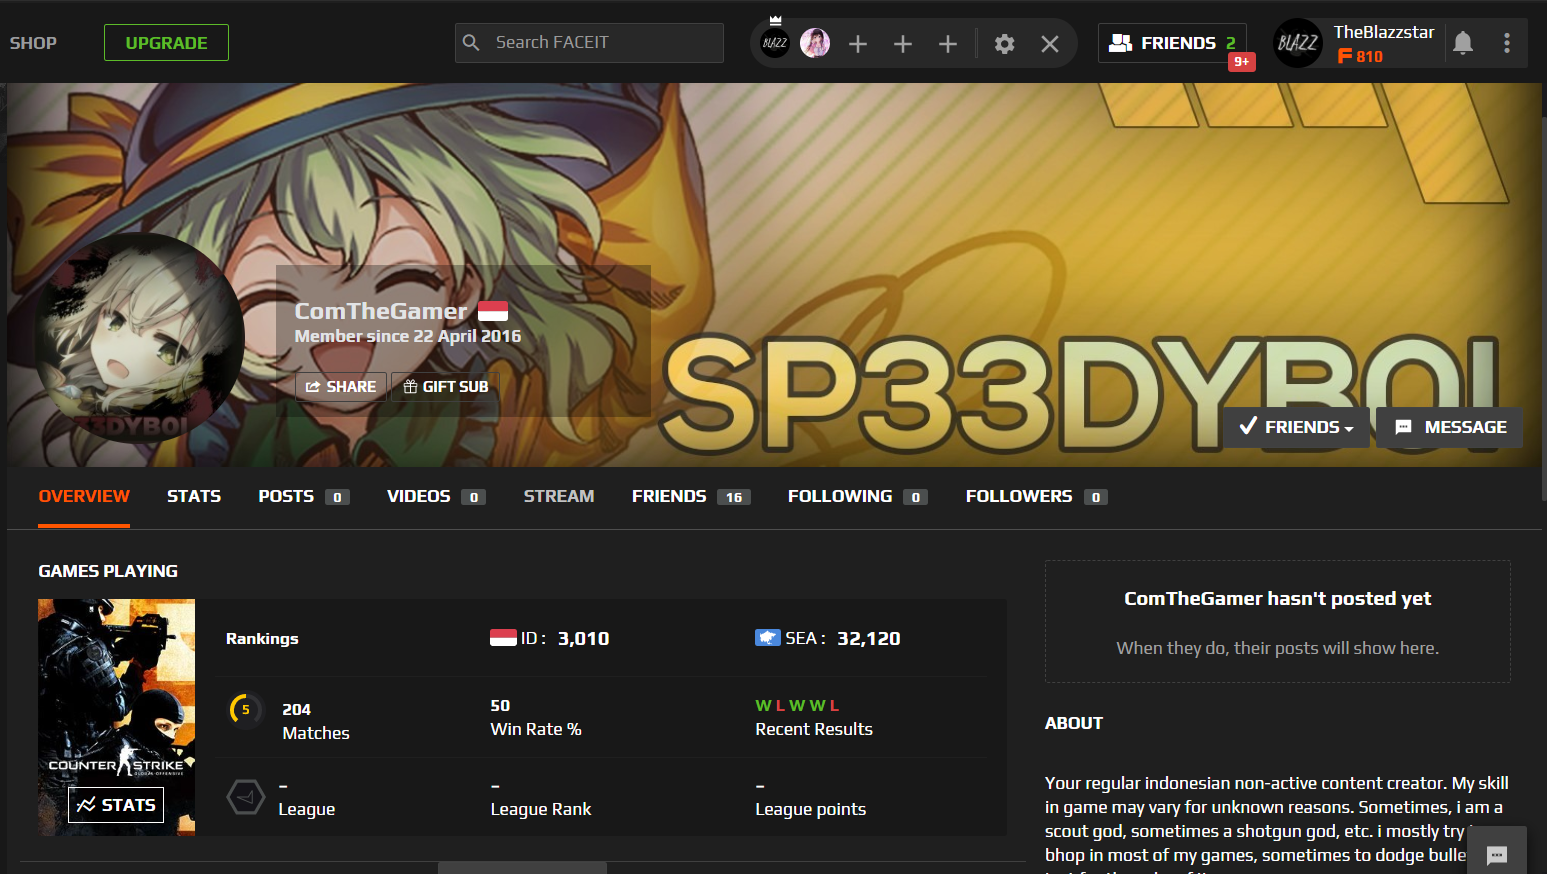 SHOP
UPGRADE
Search FACEIT
BLAZZ
FRIENDS 2
9+
BLAZZ
TheBlazzstar
810
ComTheGamer
Member since 22 April 2016
SHARE
GIFT SUB
SP33DYBOI
33DYBOI
FRIENDS
MESSAGE
OVERVIEW
STATS
POSTS 0
VIDEOS 0
STREAM
FRIENDS 16
FOLLOWING 0
FOLLOWERS 0
GAMES PLAYING
COUNTER STRIKE
GLOBAL OFFENSIVE
STATS
Rankings
ID : 3,010
SEA : 32,120
5
204
Matches
50
Win Rate %
W L W W L
Recent Results
–
League
–
League Rank
–
League points
ComTheGamer hasn't posted yet
When they do, their posts will show here.
ABOUT
Your regular indonesian non-active content creator. My skill
in game may vary for unknown reasons. Sometimes, i am a
scout god, sometimes a shotgun god, etc. i mostly try
bhop in most of my games, sometimes to dodge bulle